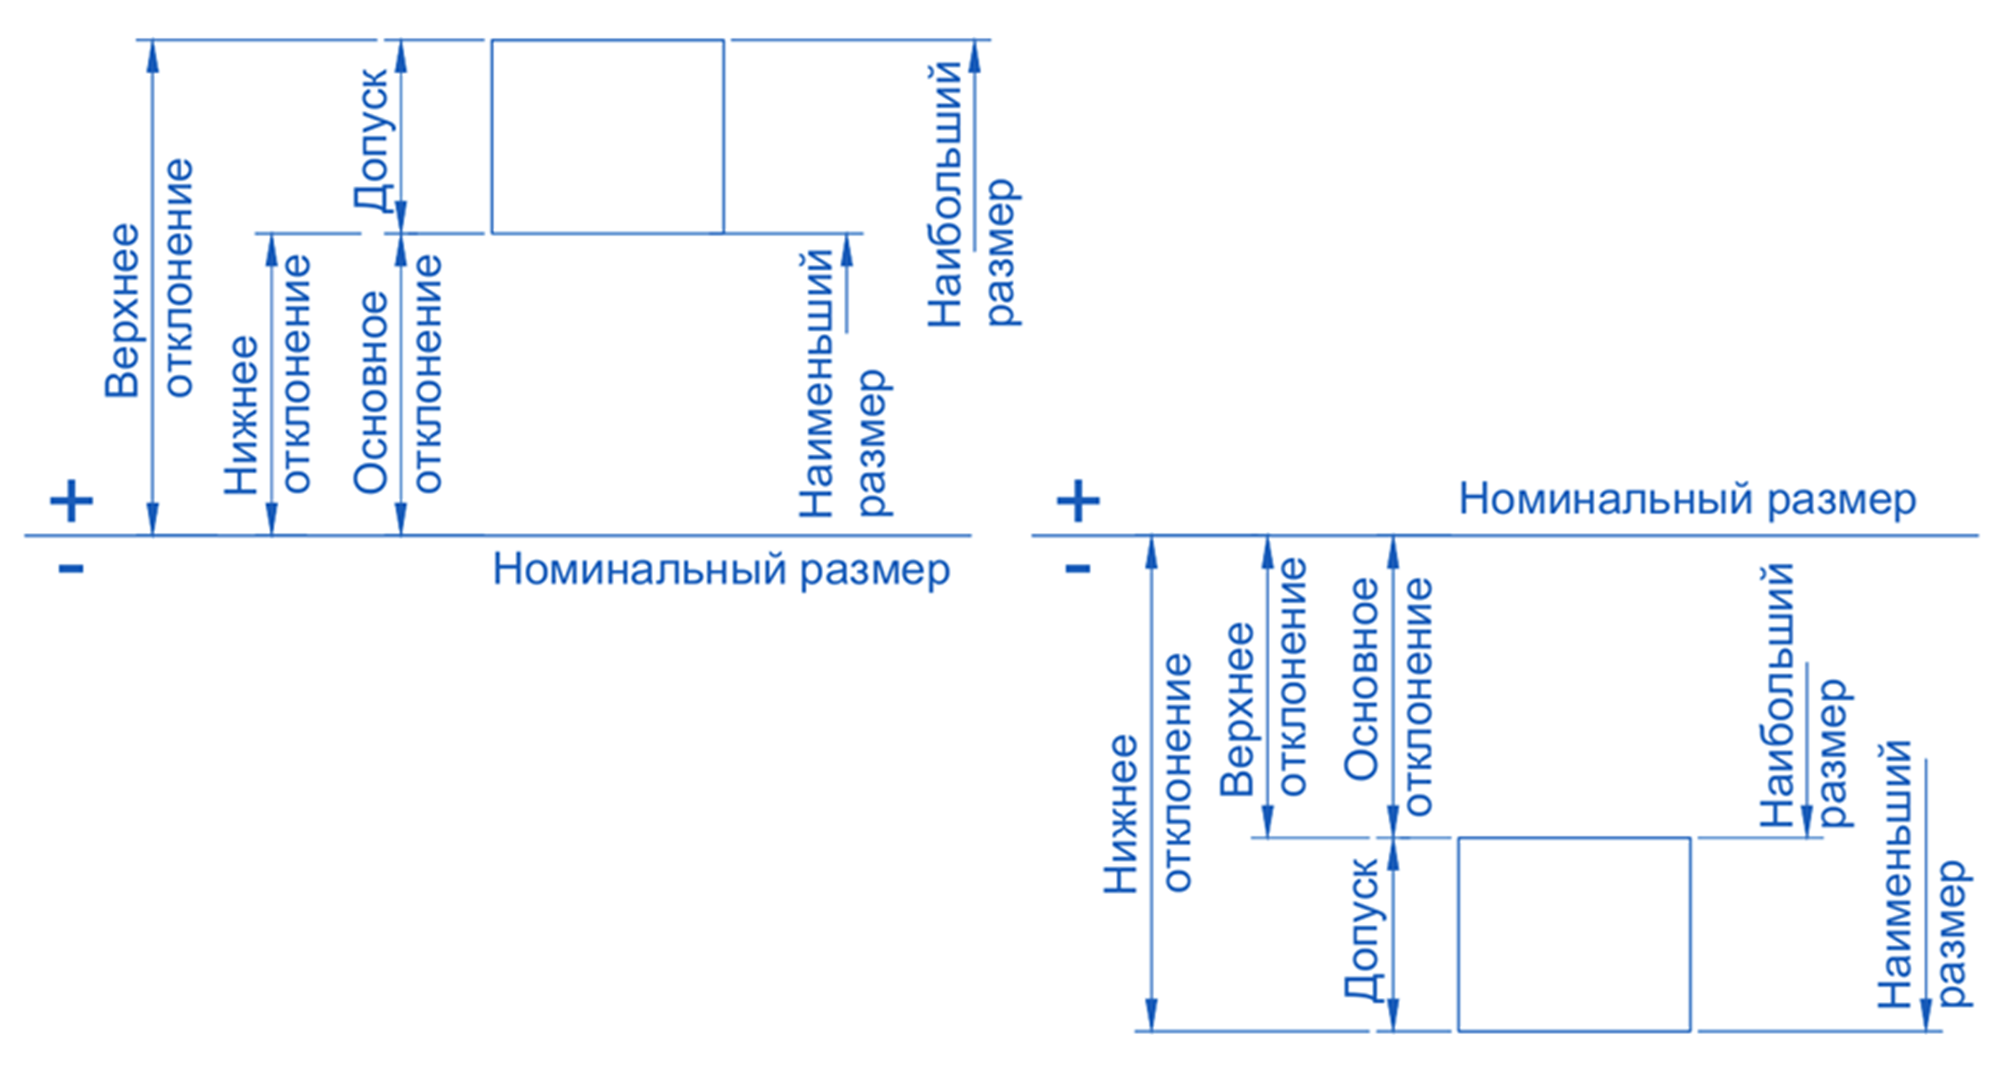 Верхнее
отклонение
Нижнее
отклонение
Допуск
Основное
отклонение
Наименьший
размер
Наибольший
размер
+
-
Номинальный размер
+
-
Номинальный размер
Нижнее
отклонение
Верхнее
отклонение
Основное
отклонение
Допуск
Наибольший
размер
Наименьший
размер